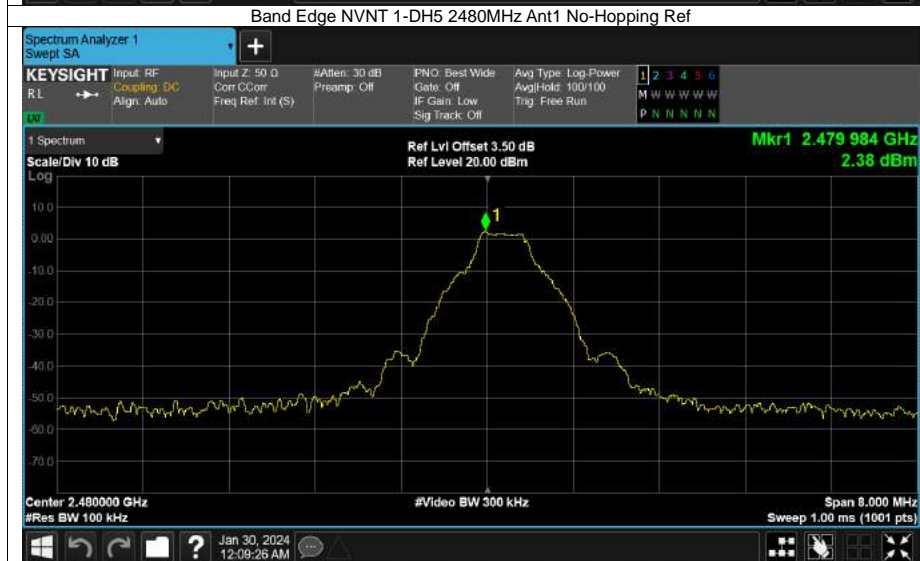 Band Edge NVNT 1-DH5 2480MHz Ant1 No-Hopping Ref
Spectrum Analyzer 1
Swept SA
+
KEYSIGHT
R L
EXT
Input: RF
Coupling: DC
Align: Auto
Input Z: 50 Ω
Corr CCorr
Freq Ref: Int (S)
#Atten: 30 dB
Preamp: Off
PNO: Best Wide
Gate: Off
IF Gain: Low
Sig Track: Off
Avg Type: Log-Power
Avg|Hold: 100/100
Trig: Free Run
1 2 3 4 5 6
M W W W W W
P N N N N N
1 Spectrum
Scale/Div 10 dB
Log
Ref Lvl Offset 3.50 dB
Ref Level 20.00 dBm
Mkr1 2.479 984 GHz
2.38 dBm
10.0
0.00
-10.0
-20.0
-30.0
-40.0
-50.0
-60.0
-70.0
1
Center 2.480000 GHz
#Res BW 100 kHz
#Video BW 300 kHz
Span 8.000 MHz
Sweep 1.00 ms (1001 pts)
?
Jan 30, 2024
12:09:26 AM